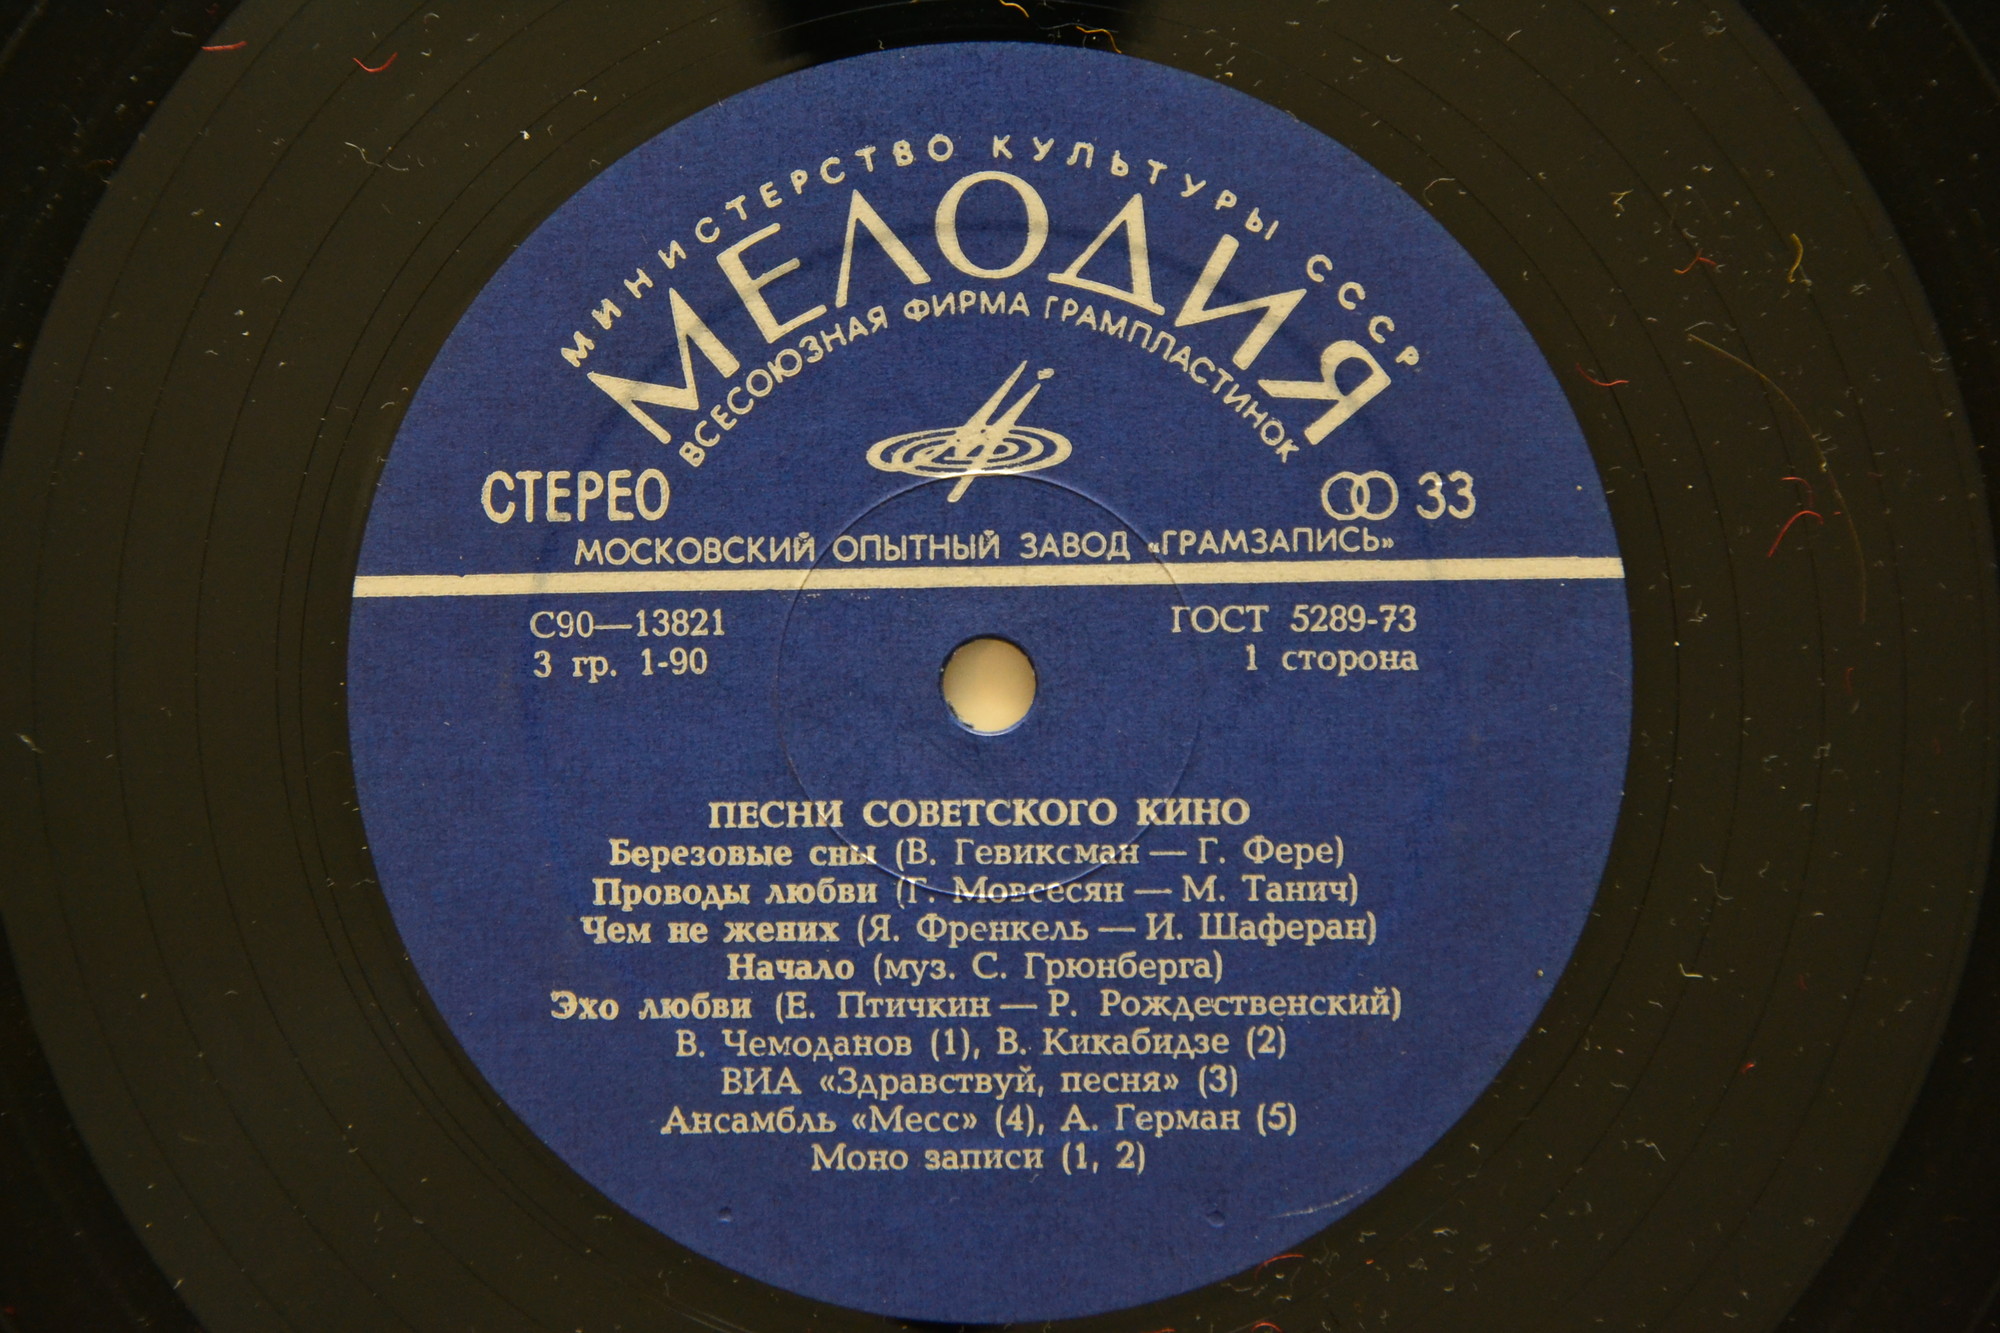 МИНИСТЕРСТВО КУЛЬТУРЫ СССР
МЕЛОДИЯ
ВСЕСОЮЗНАЯ ФИРМА ГРАМПЛАСТИНОК
СТЕРЕО
33
МОСКОВСКИЙ ОПЫТНЫЙ ЗАВОД «ГРАМЗАПИСЬ»
С90—13821
ГОСТ 5289-73
3 гр. 1-90
1 сторона
ПЕСНИ СОВЕТСКОГО КИНО
Березовые сны (В. Гевиксман — Г. Фере)
Проводы любви (Г. Мовсесян — М. Танич)
Чем не жених (Я. Френкель — И. Шаферан)
Начало (муз. С. Грюнберга)
Эхо любви (Е. Птичкин — Р. Рождественский)
В. Чемоданов (1), В. Кикабидзе (2)
ВИА «Здравствуй, песня» (3)
Ансамбль «Месс» (4), А. Герман (5)
Моно записи (1, 2)